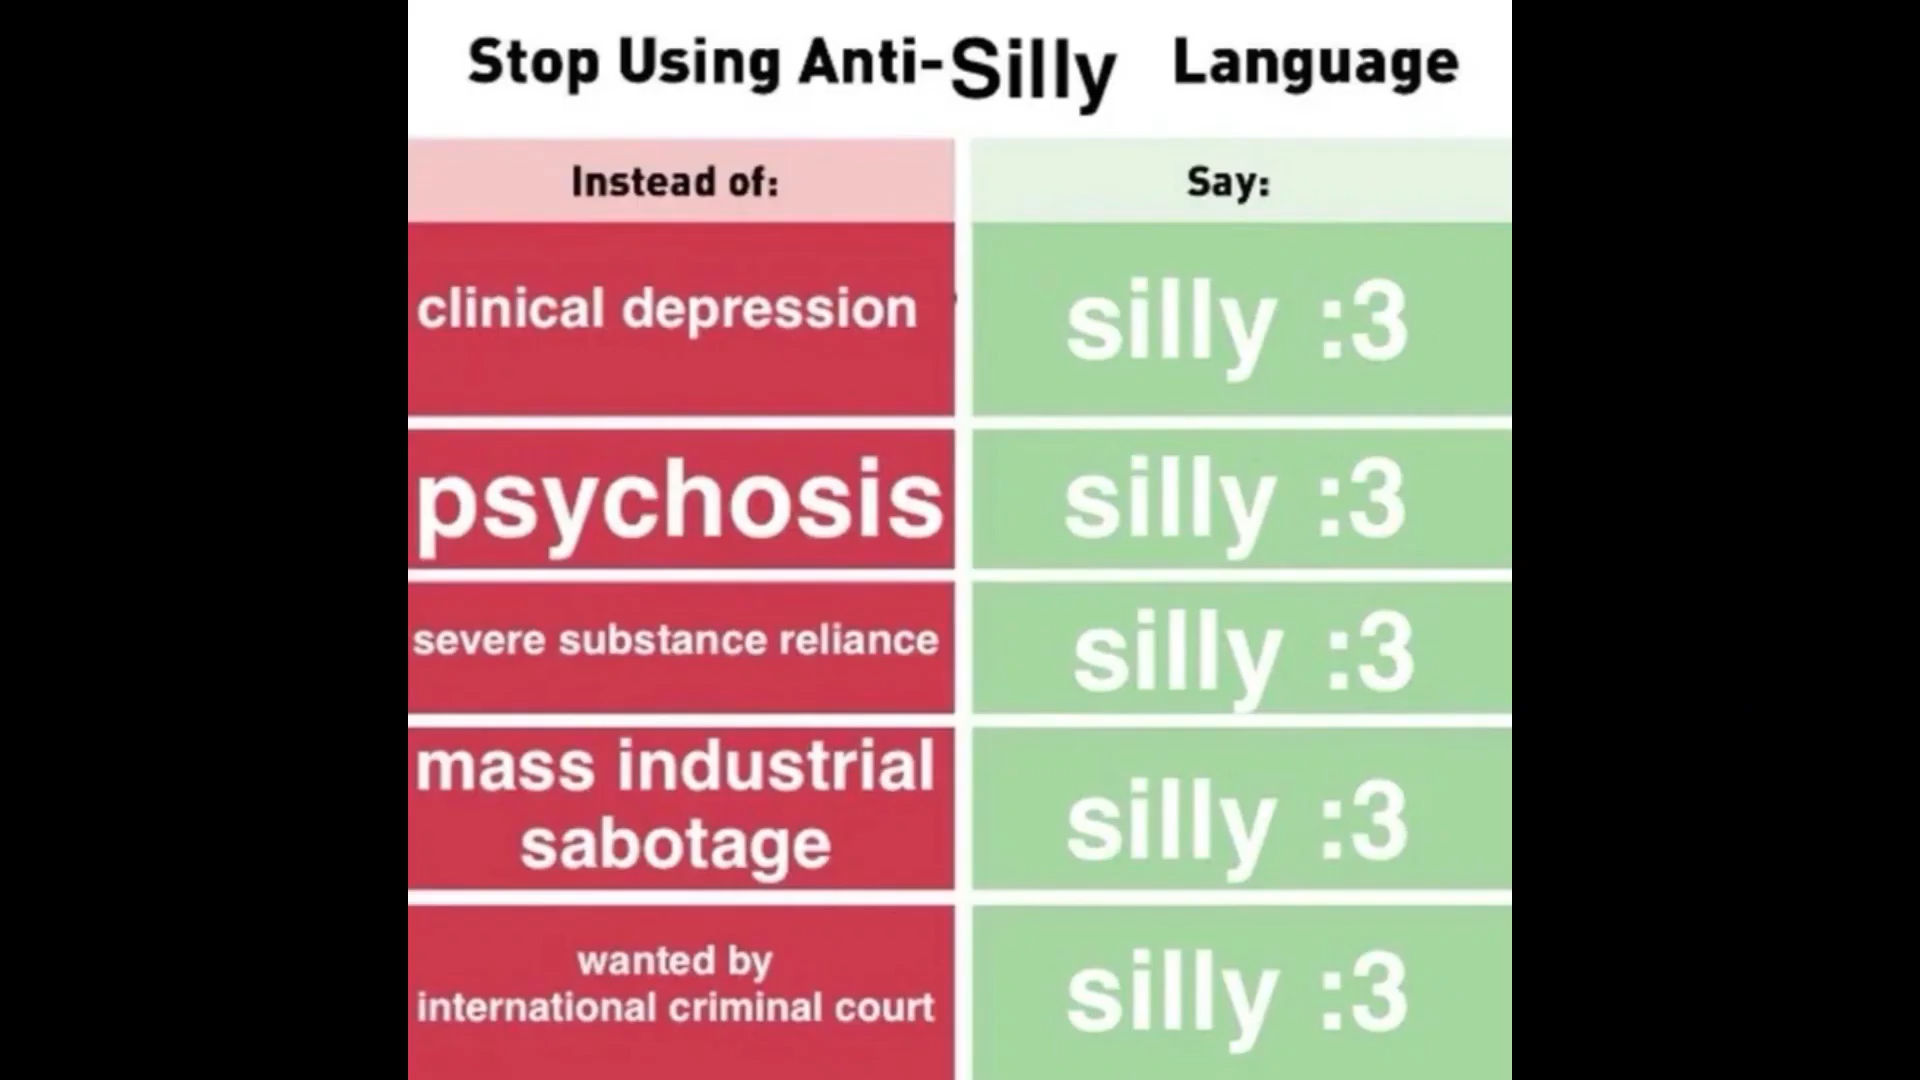 Stop Using Anti-Silly Language
Instead of:
Say:
clinical depression
silly :3
psychosis
silly :3
severe substance reliance
silly :3
mass industrial
sabotage
silly :3
wanted by
international criminal court
silly :3